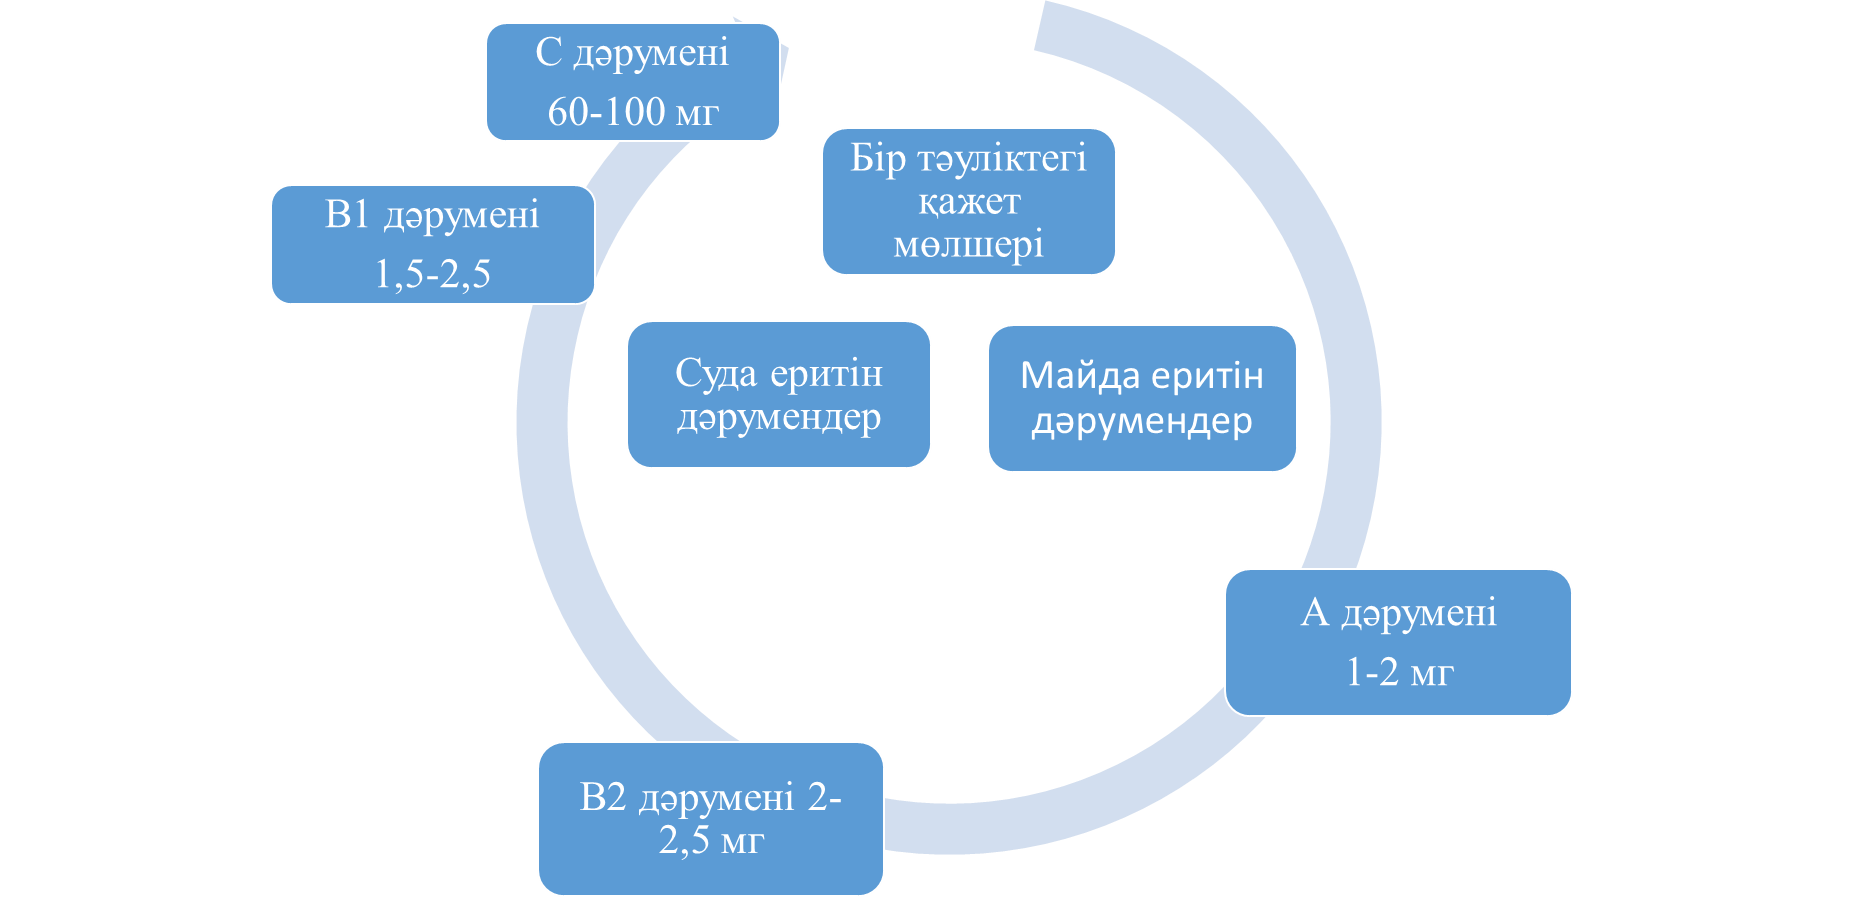 С дәрумені
60-100 мг
Бір тәуліктегі
қажет
мөлшері
В1 дәрумені
1,5-2,5
Суда еритін
дәрумендер
Майда еритін
дәрумендер
А дәрумені
1-2 мг
В2 дәрумені 2-
2,5 мг